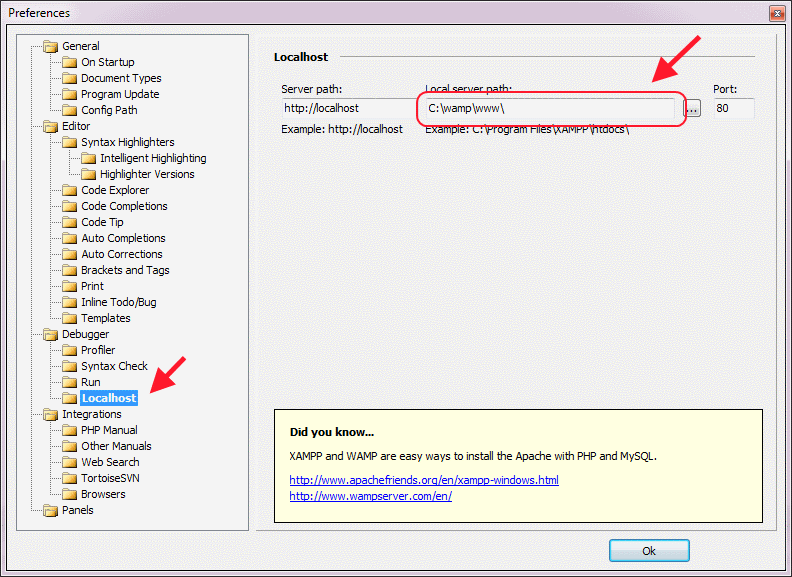 Preferences
General
On Startup
Document Types
Program Update
Config Path
Editor
Syntax Highlighters
Intelligent Highlighting
Highlighter Versions
Code Explorer
Code Completions
Code Tip
Auto Completions
Auto Corrections
Brackets and Tags
Print
Inline Todo/Bug
Templates
Debugger
Profiler
Syntax Check
Run
Localhost
Integrations
PHP Manual
Other Manuals
Web Search
TortoiseSVN
Browsers
Panels
Localhost
Server path: Local server path: Port:
http://localhost C:\wamp\www\ ... 80
Example: http://localhost Example: C:\Program Files\XAMPP\htdocs\
Did you know...
XAMPP and WAMP are easy ways to install the Apache with PHP and MySQL.
http://www.apachefriends.org/en/xampp-windows.html
http://www.wampserver.com/en/
Ok